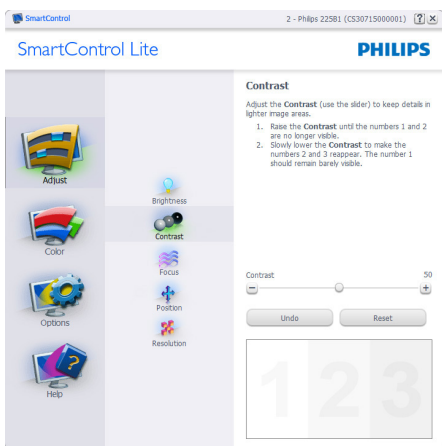 SmartControl
2 - Philips 225B1 (CS30715000001)
SmartControl Lite
PHILIPS
Adjust
Color
Options
Help
Brightness
Contrast
Focus
Position
Resolution
Contrast
Adjust the Contrast (use the slider) to keep details in
lighter image areas.
1. Raise the Contrast until the numbers 1 and 2
are no longer visible.
2. Slowly lower the Contrast to make the
numbers 2 and 3 reappear. The number 1
should remain barely visible.
Contrast 50
Undo Reset
1 2 3